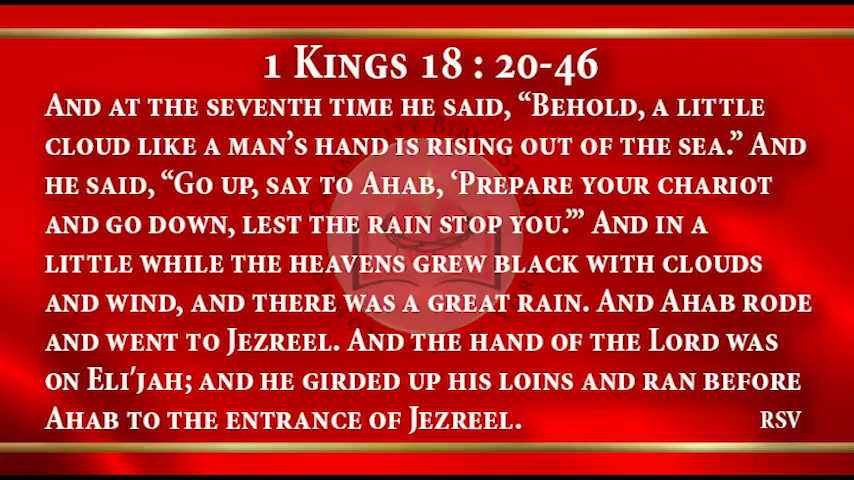 1 Kings 18 : 20-46
And at the seventh time he said, “Behold, a little
cloud like a man’s hand is rising out of the sea.” And
he said, “Go up, say to Ahab, ‘Prepare your chariot
and go down, lest the rain stop you.’” And in a
little while the heavens grew black with clouds
and wind, and there was a great rain. And Ahab rode
and went to Jezreel. And the hand of the Lord was
on Eli′jah; and he girded up his loins and ran before
Ahab to the entrance of Jezreel.
RSV